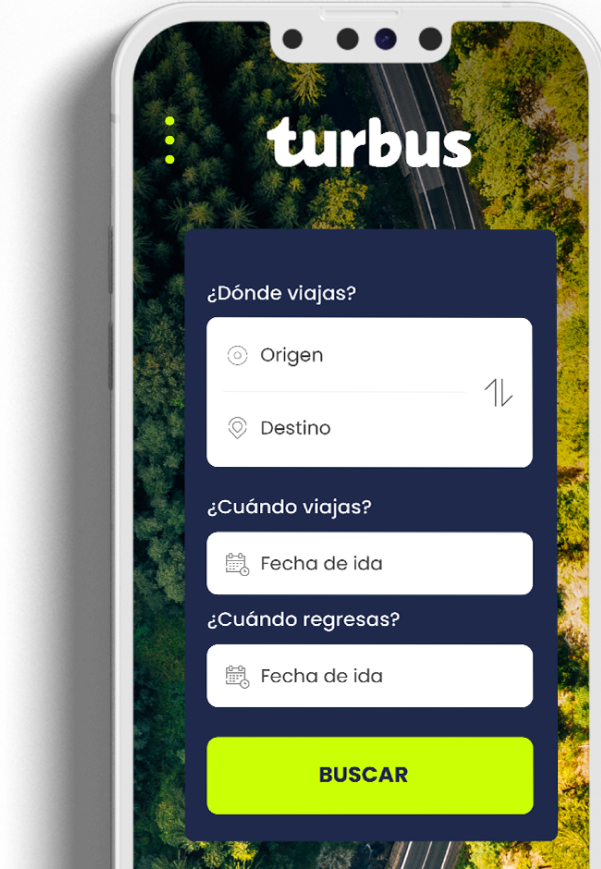 turbus
¿Dónde viajas?
Origen
Destino
¿Cuándo viajas?
Fecha de ida
¿Cuándo regresas?
Fecha de ida
BUSCAR